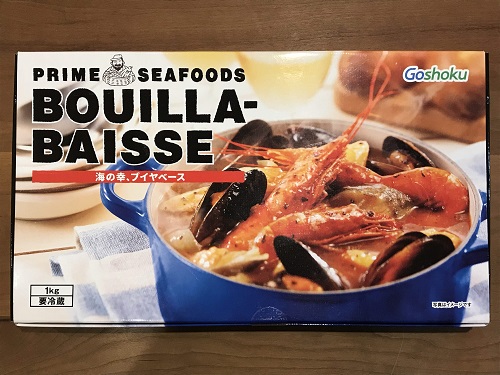 Goshoku
PRIME SEAFOODS
BOUILLA-
BAISSE
海の幸、ブイヤベース
1kg
要冷蔵
写真はイメージです